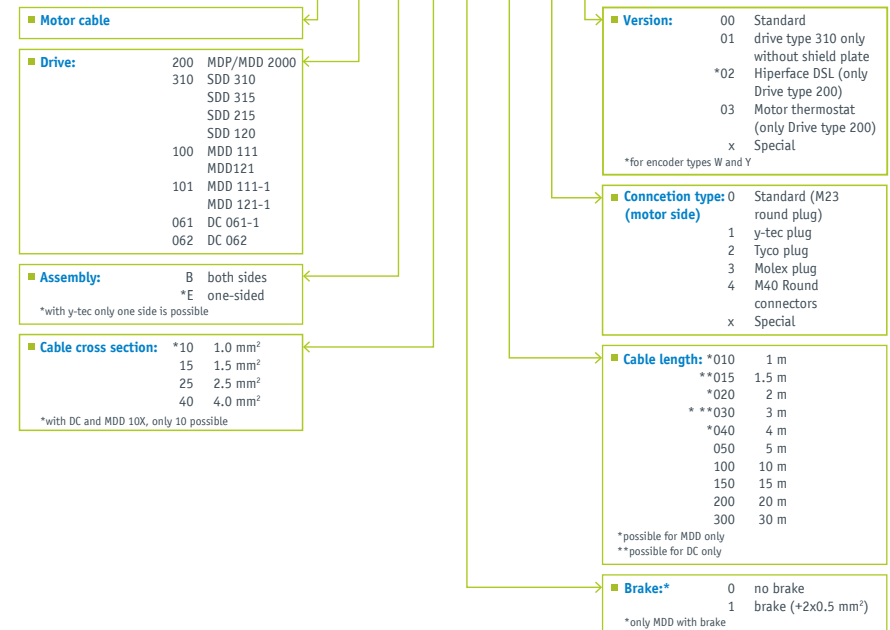 Motor cable
Drive: 200 MDP/MDD 2000
310 SDD 310
SDD 315
SDD 215
SDD 120
100 MDD 111
MDD121
101 MDD 111-1
MDD 121-1
061 DC 061-1
062 DC 062
Assembly: B both sides
*E one-sided
*with y-tec only one side is possible
Cable cross section: *10 1.0 mm²
15 1.5 mm²
25 2.5 mm²
40 4.0 mm²
*with DC and MDD 10X, only 10 possible
Version: 00 Standard
01 drive type 310 only
without shield plate
*02 Hiperface DSL (only
Drive type 200)
03 Motor thermostat
(only Drive type 200)
x Special
*for encoder types W and Y
Conncetion type: 0 Standard (M23
(motor side) round plug)
1 y-tec plug
2 Tyco plug
3 Molex plug
4 M40 Round
connectors
x Special
Cable length: *010 1 m
**015 1.5 m
*020 2 m
* **030 3 m
*040 4 m
050 5 m
100 10 m
150 15 m
200 20 m
300 30 m
*possible for MDD only
**possible for DC only
Brake:* 0 no brake
1 brake (+2x0.5 mm²)
*only MDD with brake